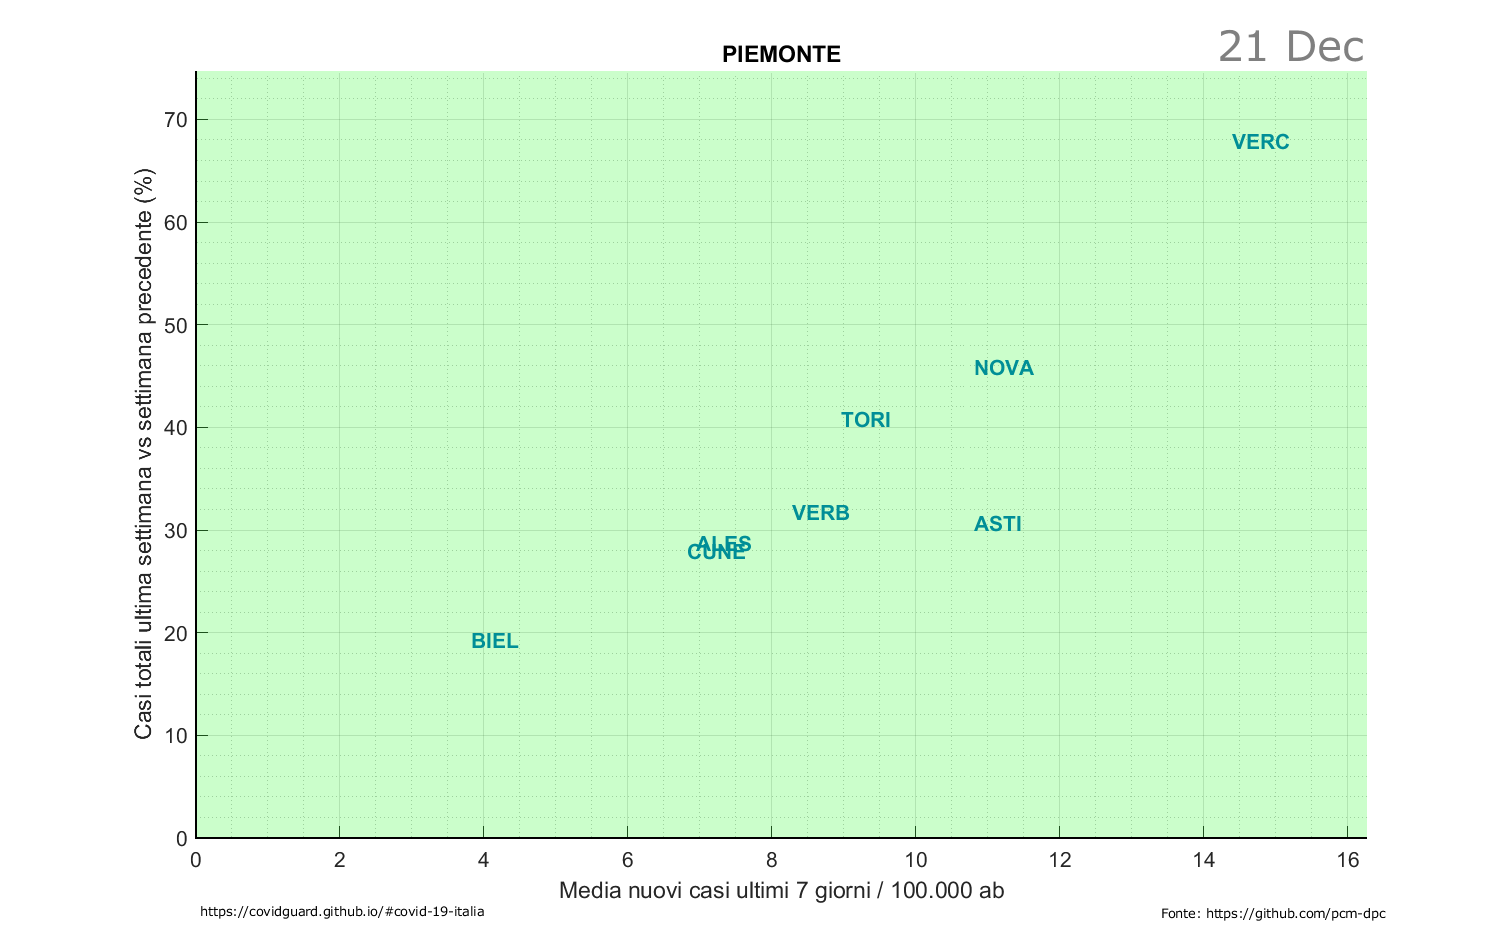 21 Dec
PIEMONTE
Casi totali ultima settimana vs settimana precedente (%)
70
60
50
40
30
20
10
0
VERC
NOVA
TORI
VERB
ASTI
ALES
CUNE
BIEL
0 2 4 6 8 10 12 14 16
Media nuovi casi ultimi 7 giorni / 100.000 ab
https://covidguard.github.io/#covid-19-italia
Fonte: https://github.com/pcm-dpc